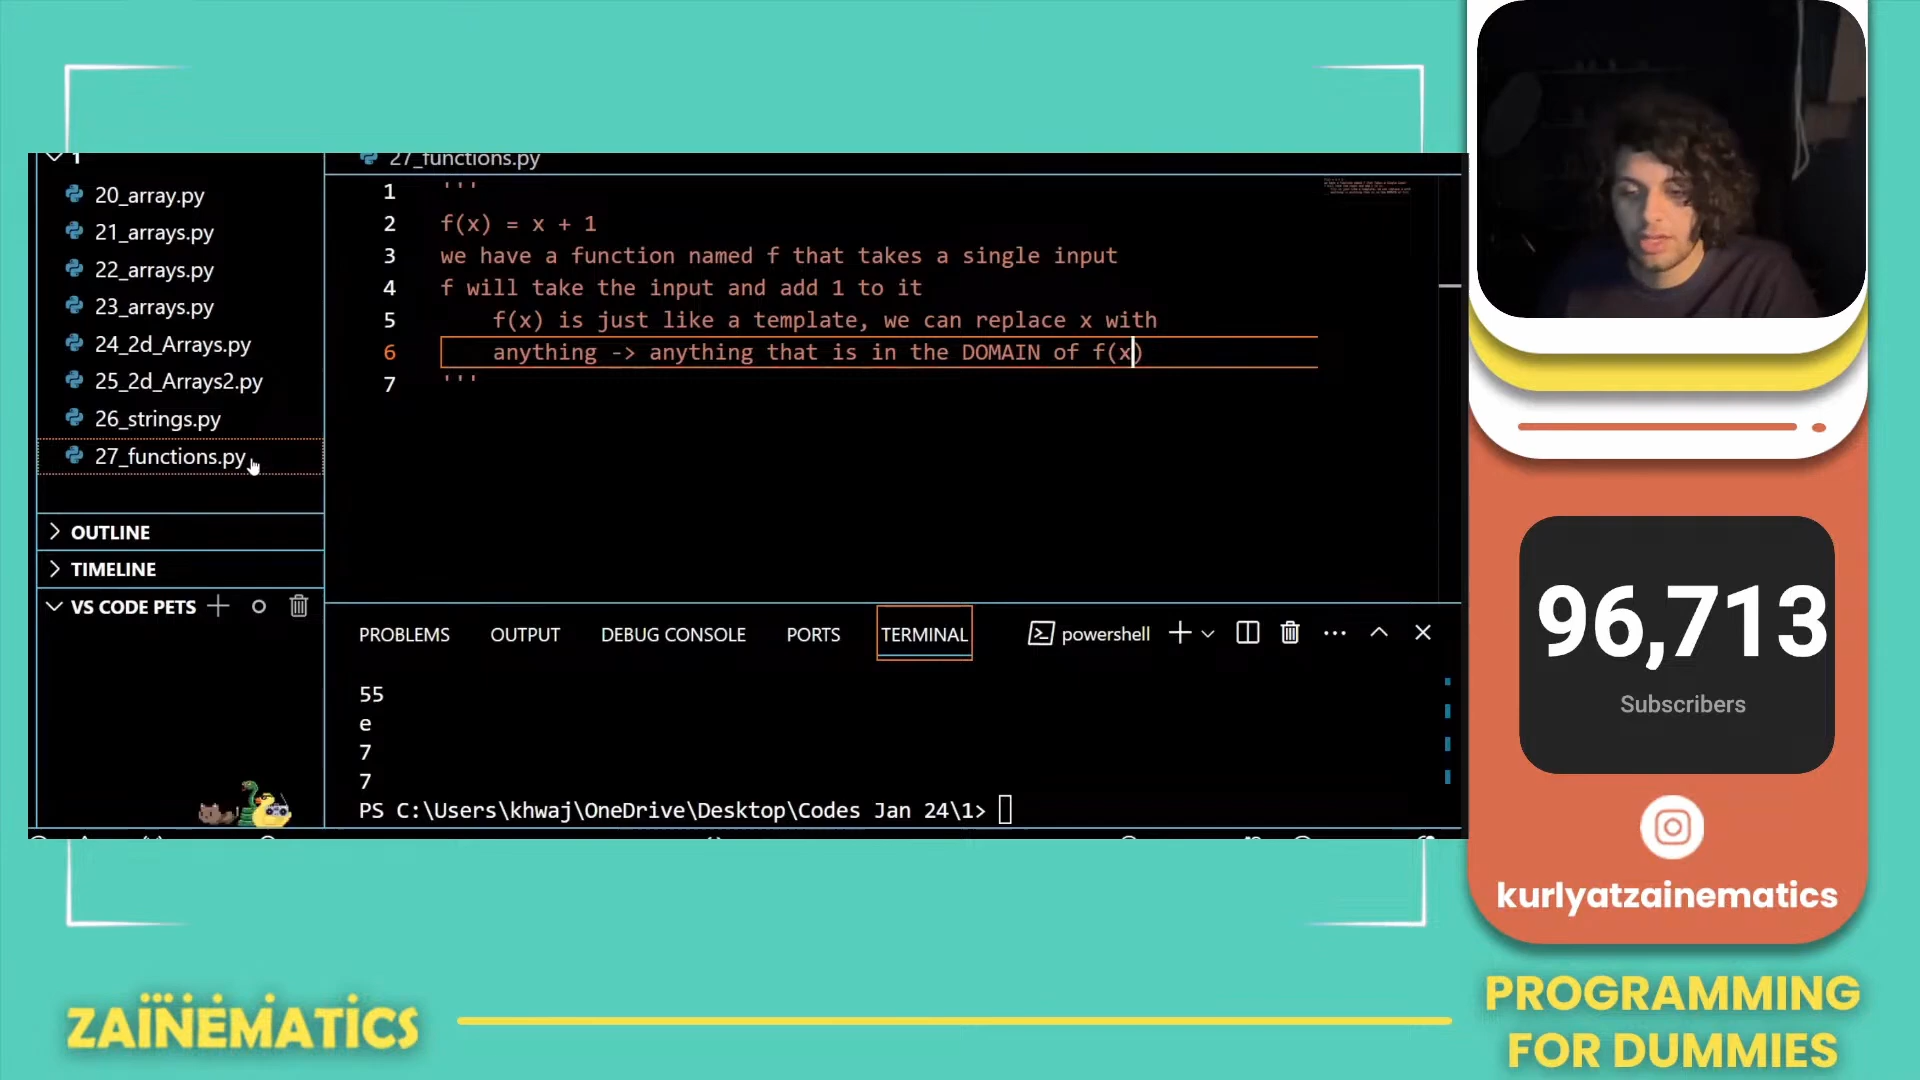 1
20_array.py
21_arrays.py
22_arrays.py
23_arrays.py
24_2d_Arrays.py
25_2d_Arrays2.py
26_strings.py
27_functions.py
OUTLINE
TIMELINE
VS CODE PETS
27_functions.py
1 '''
2 f(x) = x + 1
3 we have a function named f that takes a single input
4 f will take the input and add 1 to it
5 f(x) is just like a template, we can replace x with
6 anything -> anything that is in the DOMAIN of f(x)
7 '''
PROBLEMS OUTPUT DEBUG CONSOLE PORTS TERMINAL powershell
55
e
7
7
PS C:\Users\khwaj\OneDrive\Desktop\Codes Jan 24\1>
96,713
Subscribers
kurlyatzainematics
ZAINEMATICS
PROGRAMMING
FOR DUMMIES